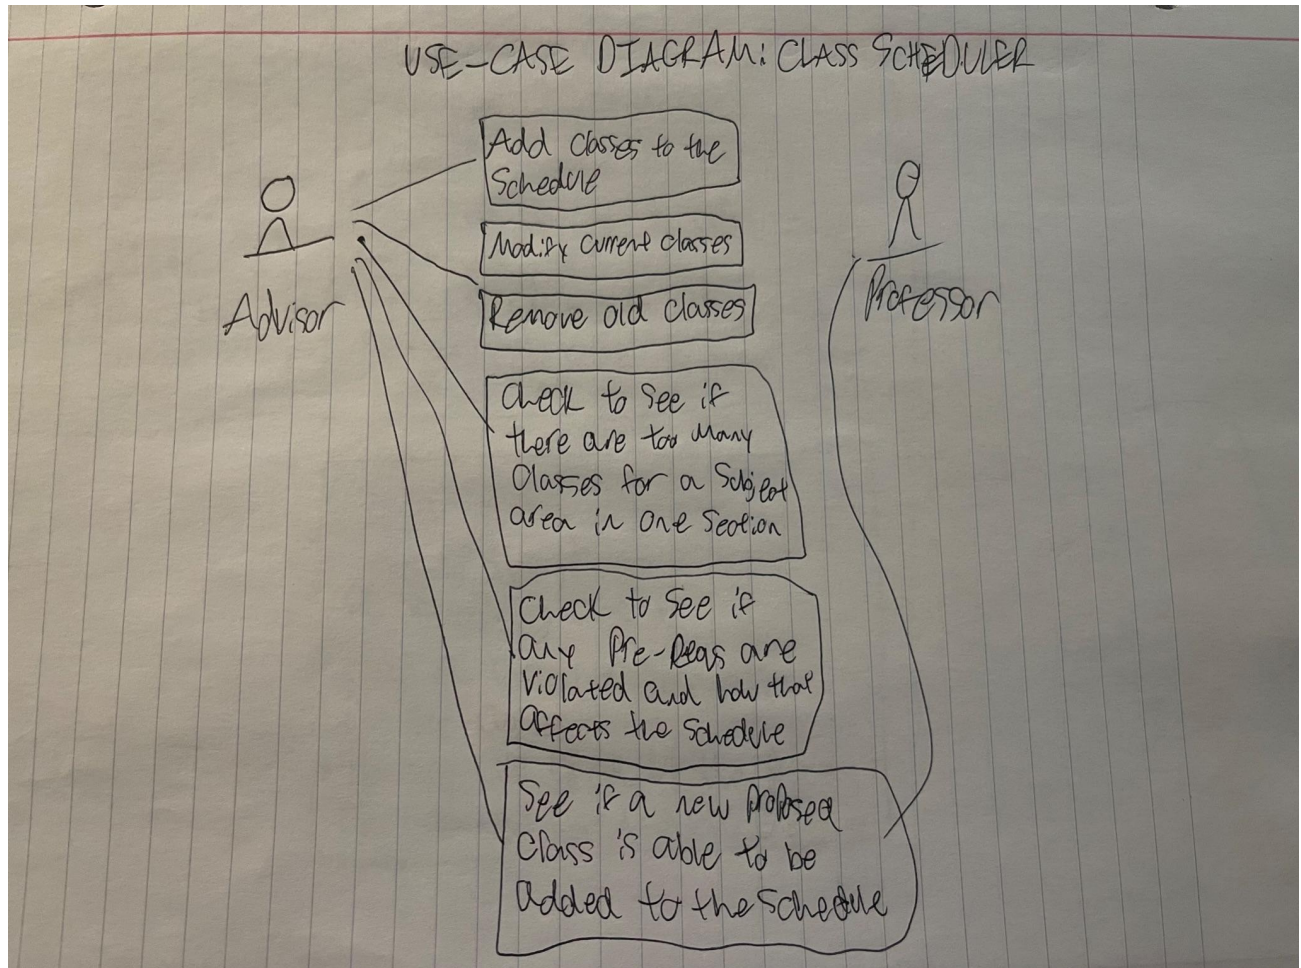 USE-CASE DIAGRAM: CLASS SCHEDULER
Add classes to the
Schedule
Modify current classes
Remove old classes
Advisor
Professor
Check to see if
there are too many
Classes for a Subject
area in one Section
Check to See if
any Pre-Reqs are
violated and how that
affects the Schedule
See if a new proposed
Class is able to be
added to the Schedule